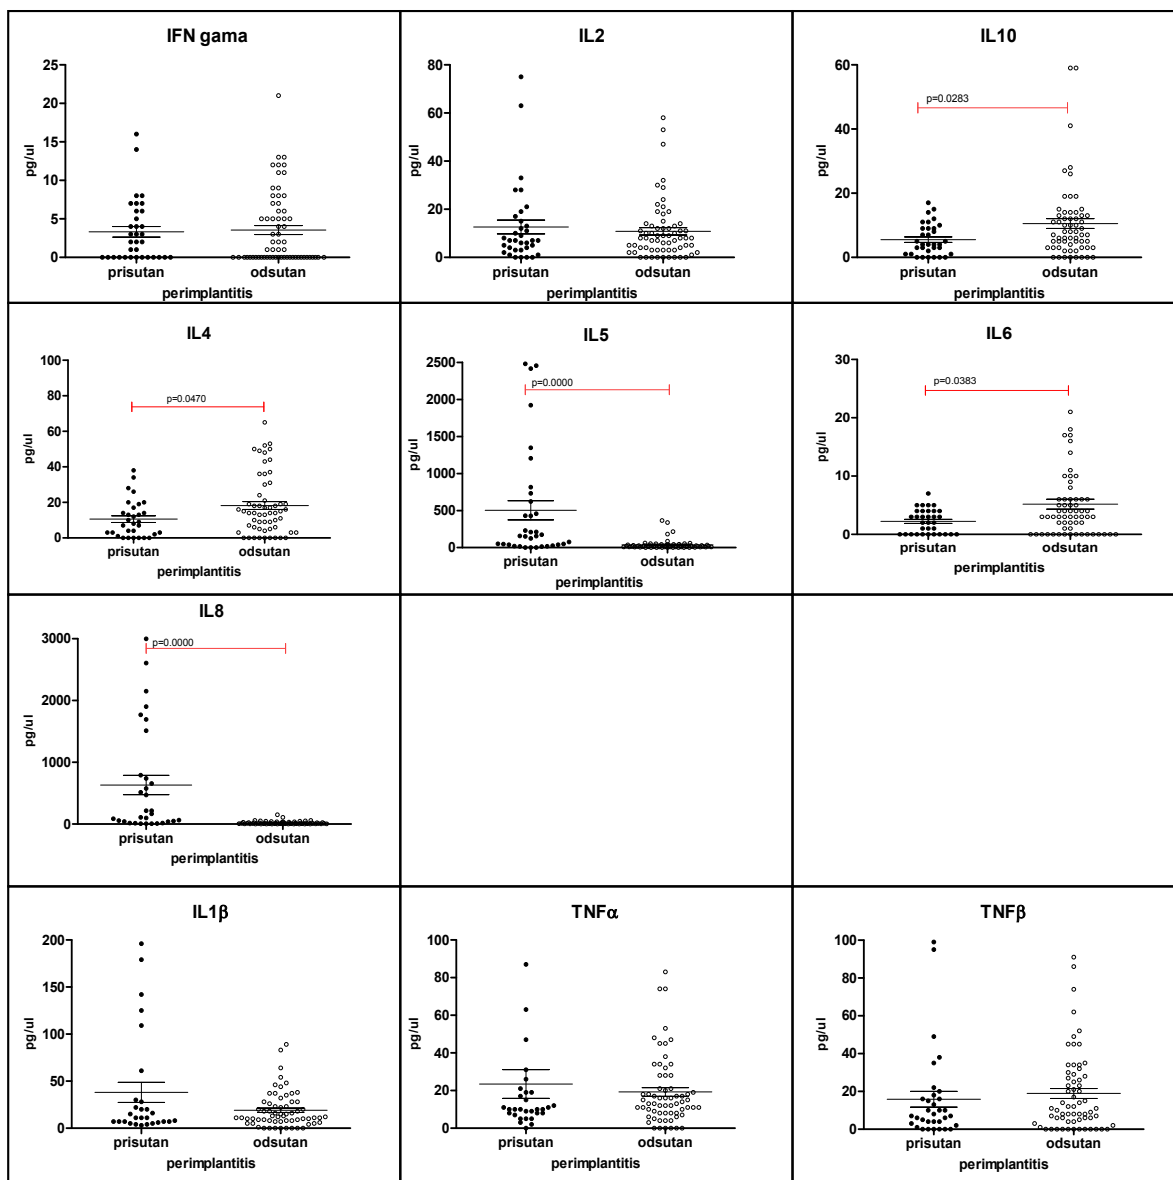 IFN gama
25
20
15
10
5
0
pg/ul
prisutan odsutan
perimplantitis
IL2
80
60
40
20
0
pg/ul
prisutan odsutan
perimplantitis
IL10
60
40
20
0
pg/ul
p=0.0283
prisutan odsutan
perimplantitis
IL4
100
80
60
40
20
0
pg/ul
p=0.0470
prisutan odsutan
perimplantitis
IL5
2500
2000
1500
1000
500
0
pg/ul
p=0.0000
prisutan odsutan
perimplantitis
IL6
30
20
10
0
pg/ul
p=0.0383
prisutan odsutan
perimplantitis
IL8
3000
2000
1000
0
pg/ul
p=0.0000
prisutan odsutan
perimplantitis
IL1β
200
150
100
50
0
pg/ul
prisutan odsutan
perimplantitis
TNFα
100
80
60
40
20
0
pg/ul
prisutan odsutan
perimplantitis
TNFβ
100
80
60
40
20
0
pg/ul
prisutan odsutan
perimplantitis